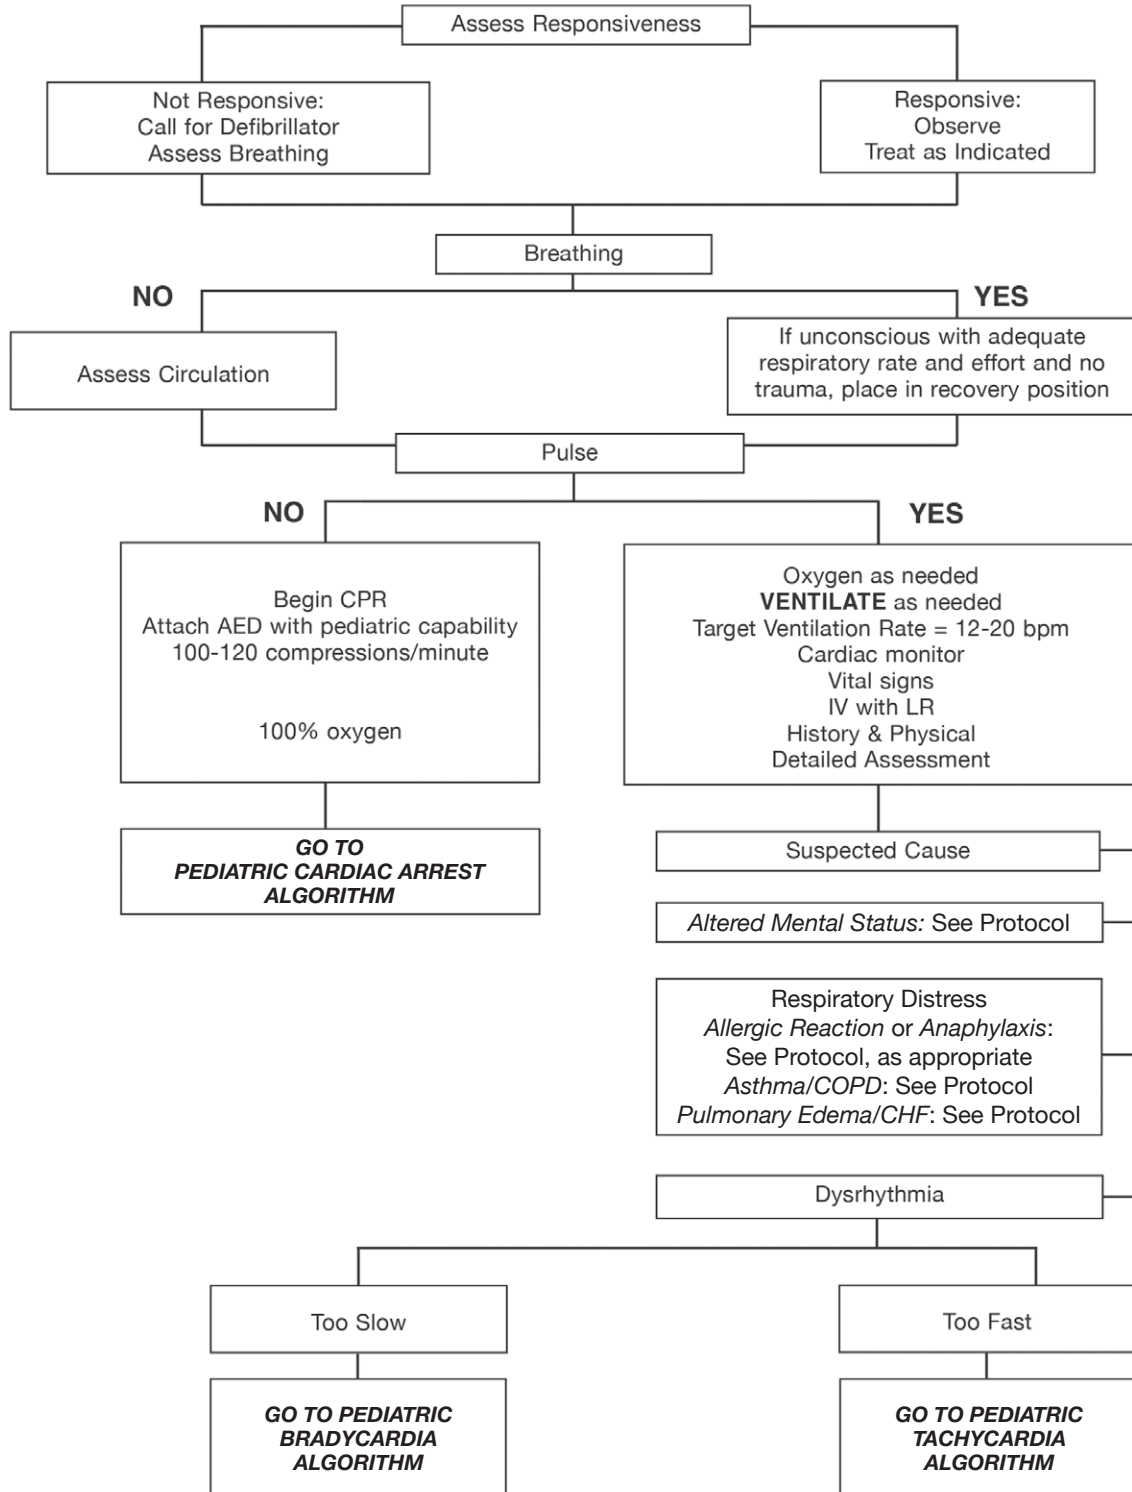 Assess Responsiveness
Not Responsive:
Call for Defibrillator
Assess Breathing
Responsive:
Observe
Treat as Indicated
Breathing
NO
YES
Assess Circulation
If unconscious with adequate
respiratory rate and effort and no
trauma, place in recovery position
Pulse
NO
YES
Begin CPR
Attach AED with pediatric capability
100-120 compressions/minute
100% oxygen
Oxygen as needed
VENTILATE as needed
Target Ventilation Rate = 12-20 bpm
Cardiac monitor
Vital signs
IV with LR
History & Physical
Detailed Assessment
GO TO
PEDIATRIC CARDIAC ARREST
ALGORITHM
Suspected Cause
Altered Mental Status: See Protocol
Respiratory Distress
Allergic Reaction or Anaphylaxis:
See Protocol, as appropriate
Asthma/COPD: See Protocol
Pulmonary Edema/CHF: See Protocol
Dysrhythmia
Too Slow
Too Fast
GO TO PEDIATRIC
BRADYCARDIA
ALGORITHM
GO TO PEDIATRIC
TACHYCARDIA
ALGORITHM